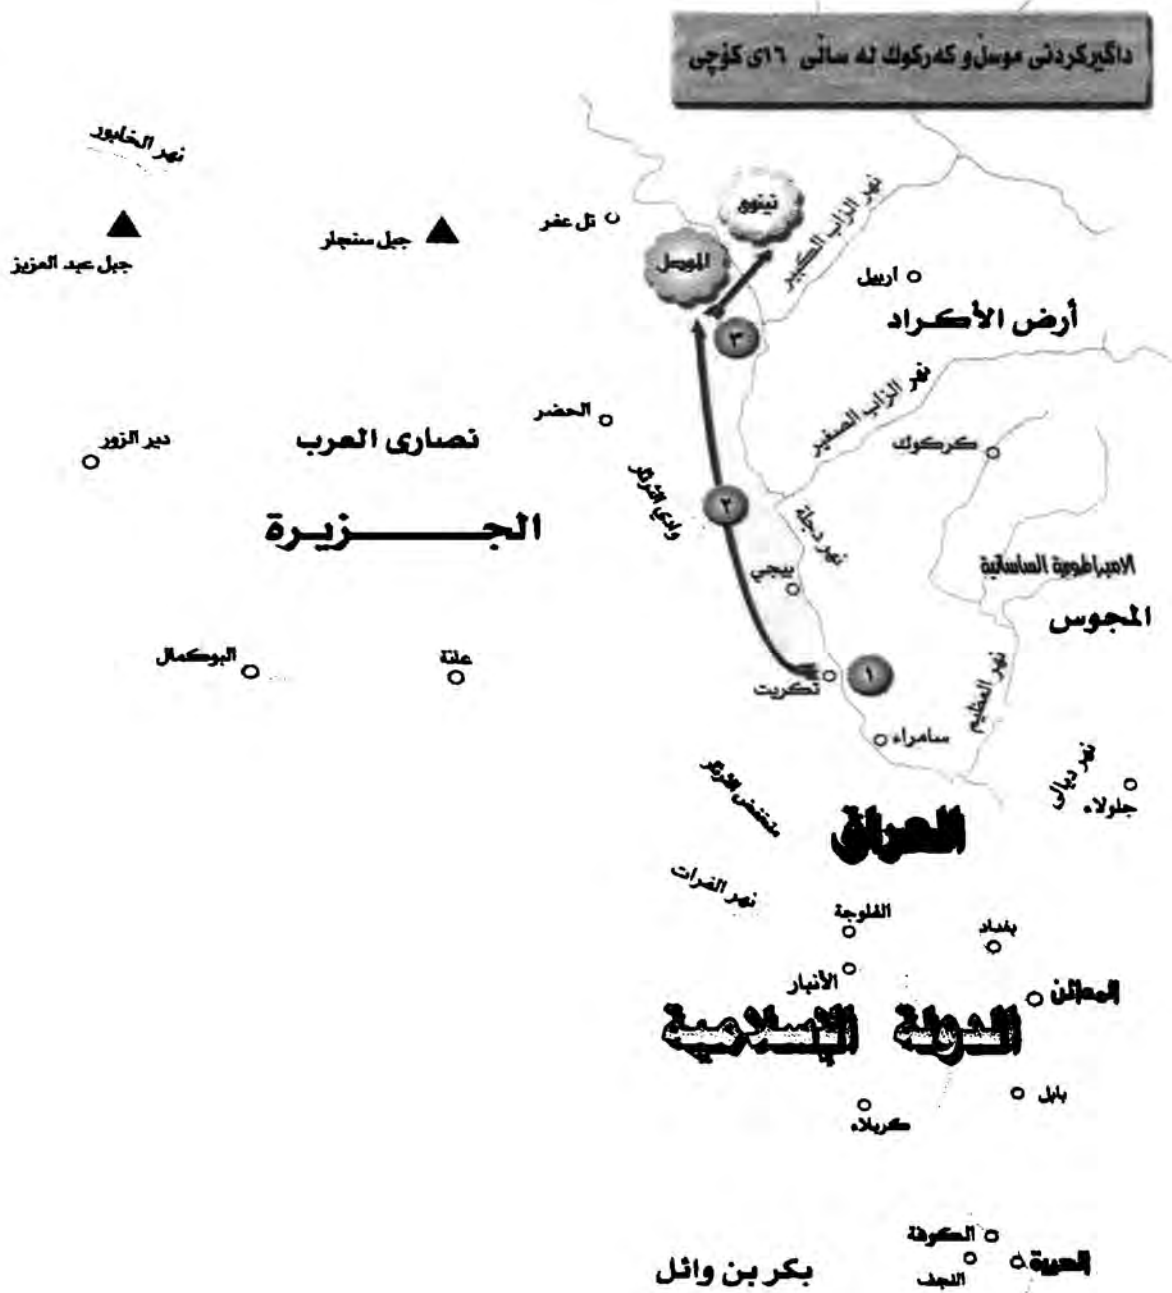 داگیرکردنی موسڵ و کەرکوک لە ساڵی ١٦ی کۆچی
نهر الخابور
نينوى
نهر الزاب الكبير
تل عفر
جبل سنجار
جبل عبد العزيز
الموصل
اربيل
أرض الأكراد
٣
نهر الزاب الصغير
الحضر
نصارى العرب
دير الزور
كركوك
وادي الثرثار
٢
الجـــزيـرة
نهر دجلة
بيجي
الامبراطورية الساسانية
المجوس
البوكمال
عانة
تكريت
١
نهر العظيم
سامراء
نهر ديالى
جلولاء
منخفض الثرثار
العراق
نهر الفرات
الفلوجة
بغداد
الأنبار
المدائن
الدولة الإسلامية
بابل
كربلاء
الكوفة
الحيرة
النجف
بكر بن وائل